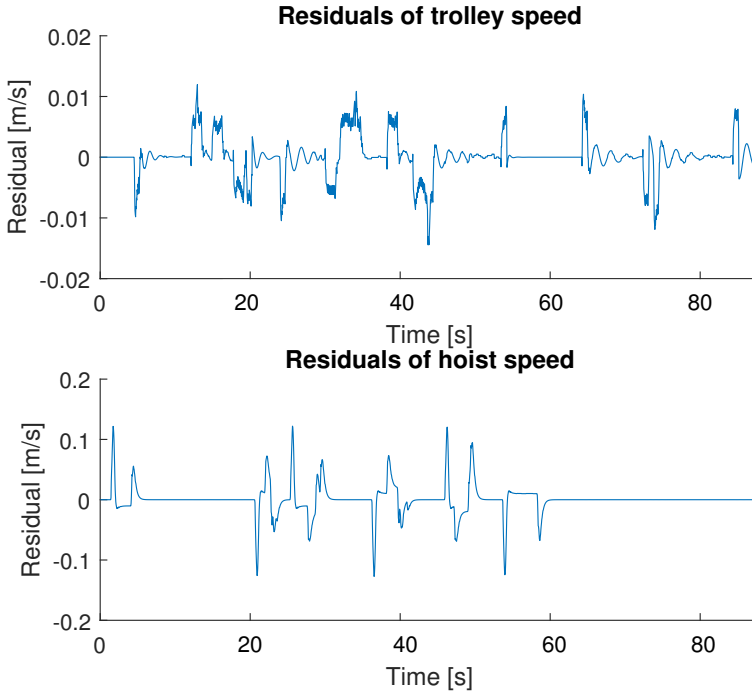 Residuals of trolley speed
0.02
0.01
0
-0.01
-0.02
Residual [m/s]
0 20 40 60 80
Time [s]
Residuals of hoist speed
0.2
0.1
0
-0.1
-0.2
Residual [m/s]
0 20 40 60 80
Time [s]